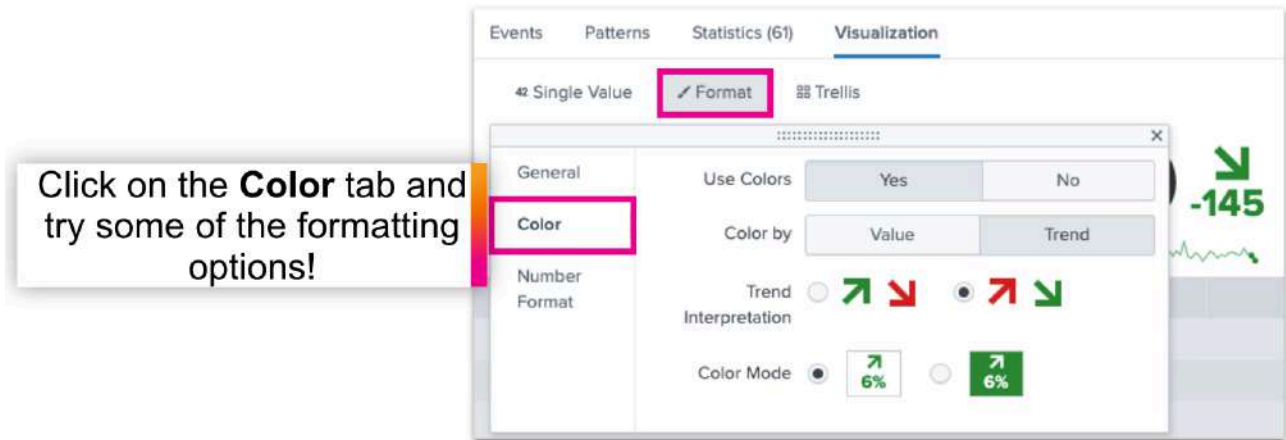 Events Patterns Statistics (61) Visualization
42 Single Value Format Trellis
Click on the Color tab and
try some of the formatting
options!
General
Color
Number
Format
Use Colors Yes No
Color by Value Trend
Trend
Interpretation
Color Mode 6% 6%
-145